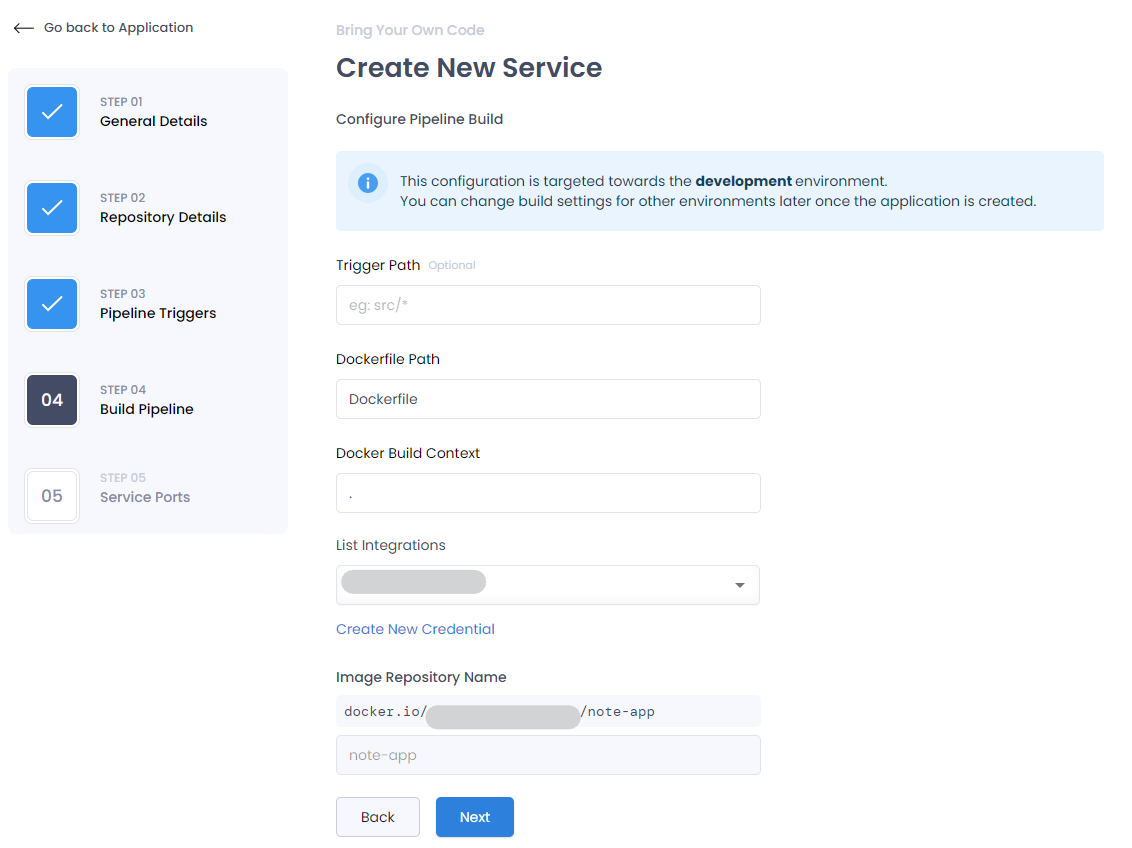 Go back to Application
STEP 01
General Details
STEP 02
Repository Details
STEP 03
Pipeline Triggers
04
STEP 04
Build Pipeline
05
STEP 05
Service Ports
Bring Your Own Code
Create New Service
Configure Pipeline Build
This configuration is targeted towards the development environment.
You can change build settings for other environments later once the application is created.
Trigger Path Optional
eg: src/*
Dockerfile Path
Dockerfile
Docker Build Context
.
List Integrations
Create New Credential
Image Repository Name
docker.io/ /note-app
note-app
Back Next